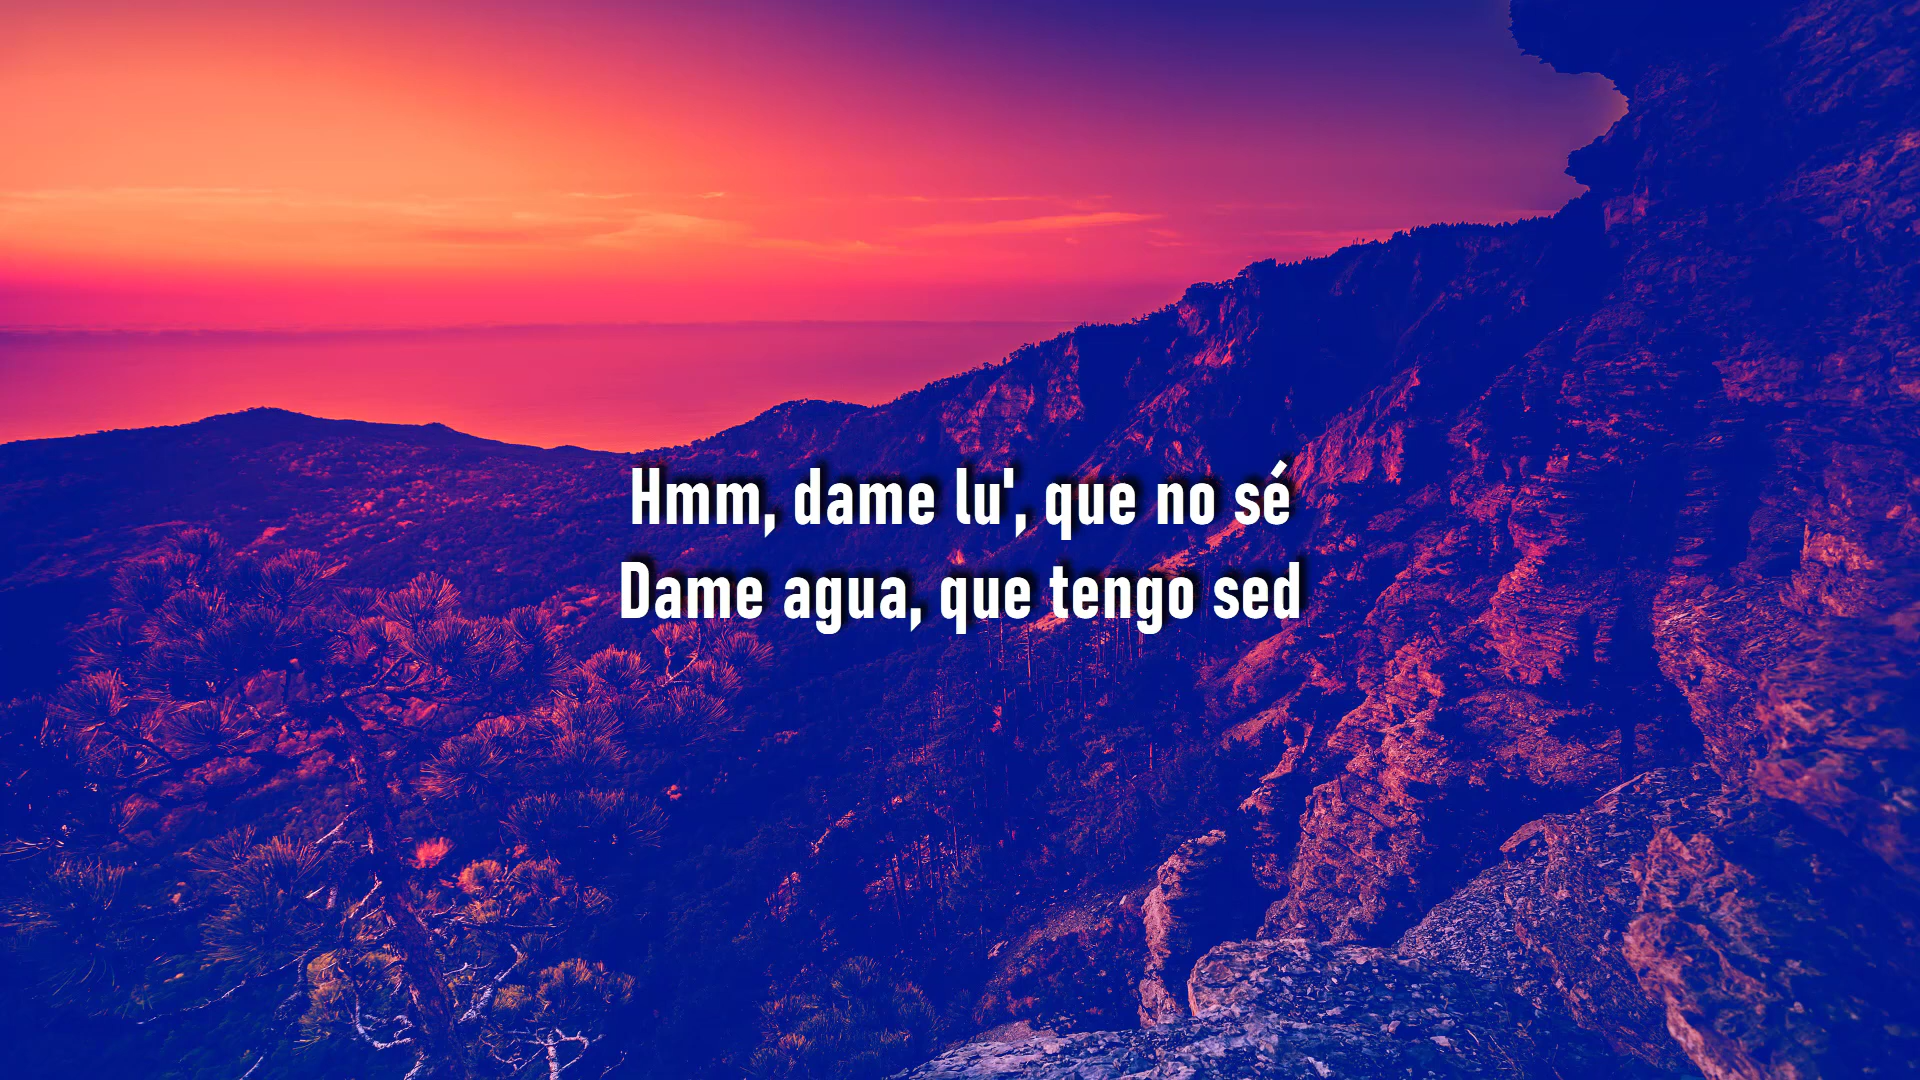 Hmm, dame lu', que no sé
Dame agua, que tengo sed